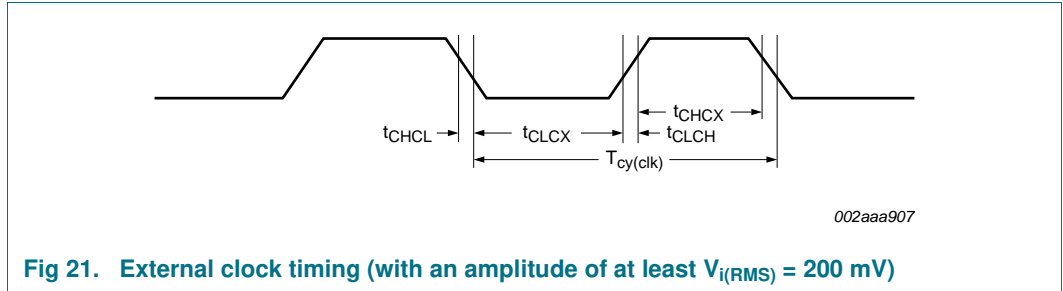 tCHCX
tCHCL tCLCX tCLCH
Tcy(clk)
002aaa907
Fig 21. External clock timing (with an amplitude of at least Vi(RMS) = 200 mV)